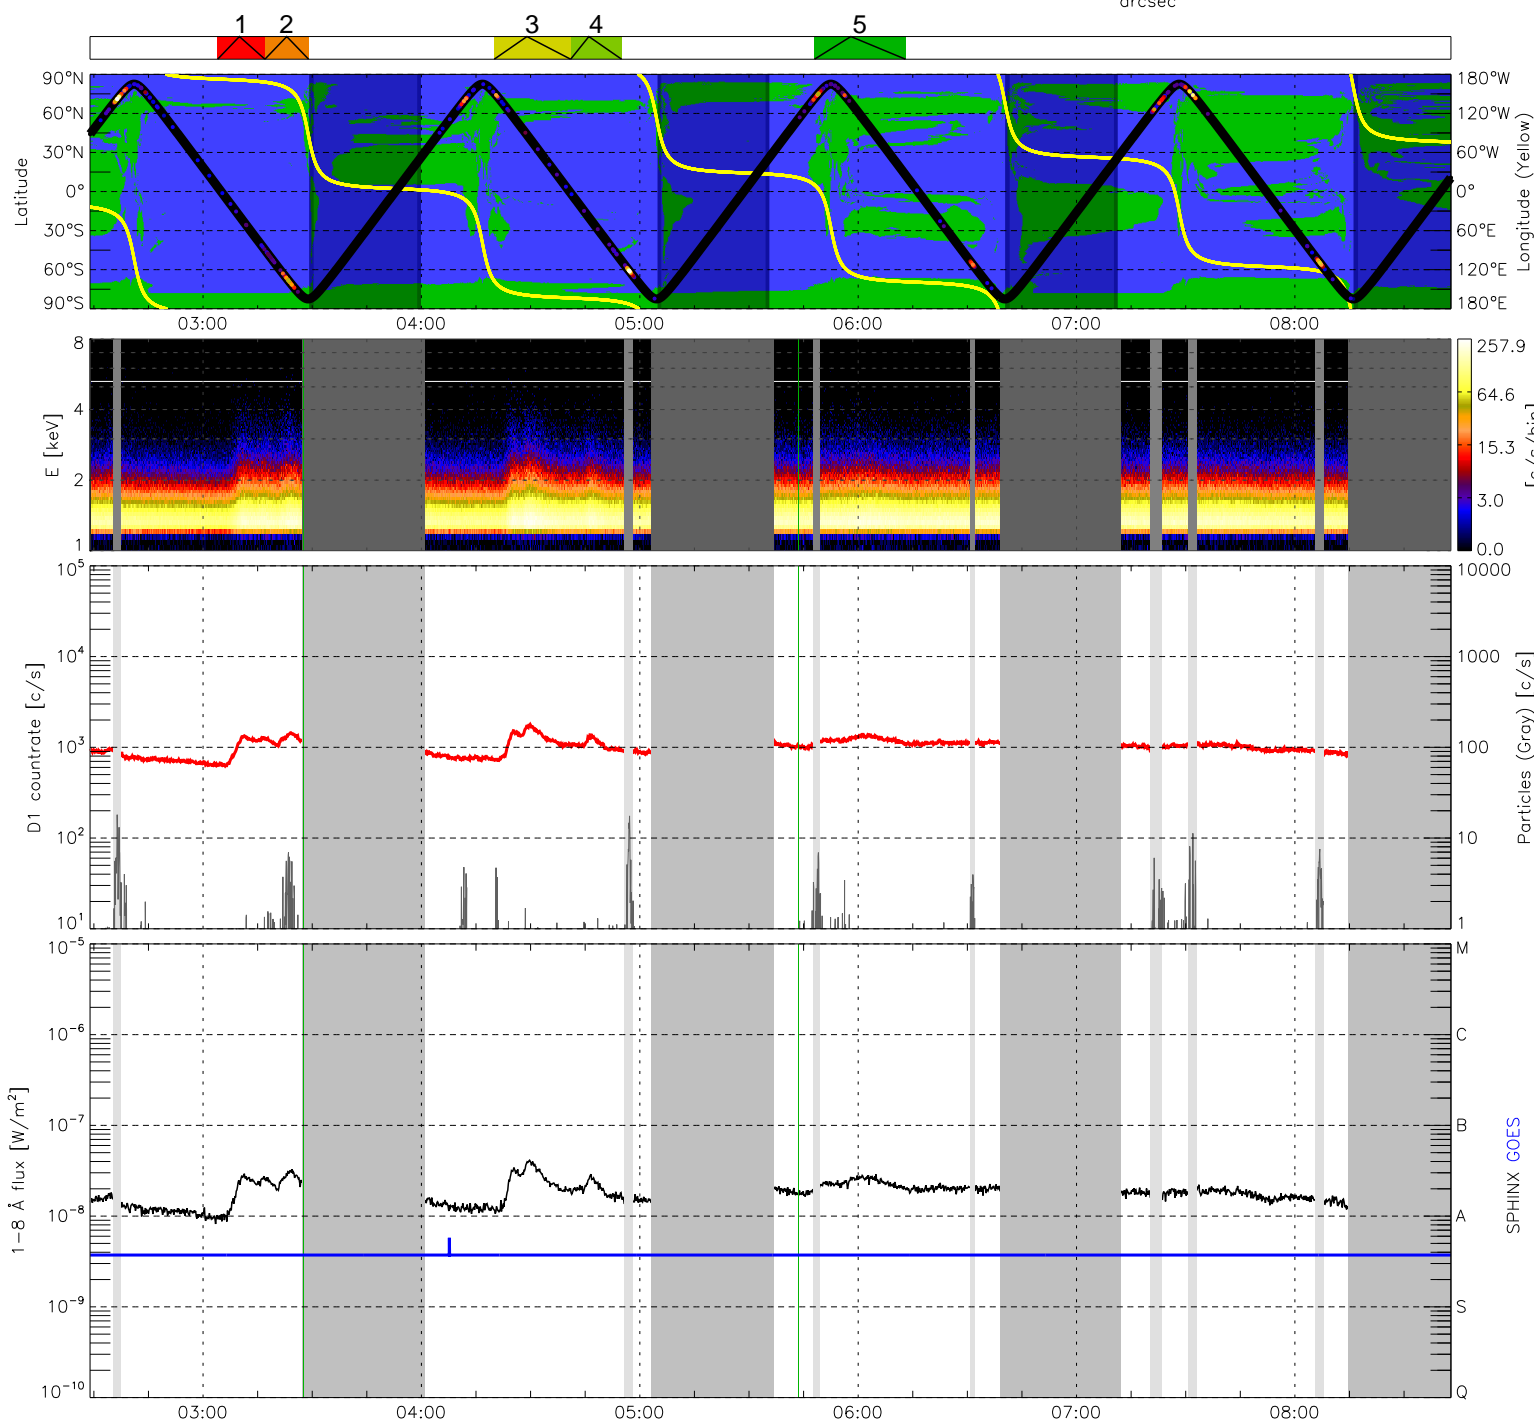 arcsec
1 2 3 4 5
90°N 180°W
60°N 120°W
30°N 60°W
0° 0°
30°S 60°E
60°S 120°E
90°S 180°E
Latitude
Longitude (Yellow)
03:00 04:00 05:00 06:00 07:00 08:00
8 257.9
4 64.6
15.3
2 3.0
1 0.0
E [keV]
[c/s/bin]
10^5 10000
10^4 1000
10^3 100
10^2 10
10^1 1
D1 countrate [c/s]
Particles (Gray) [c/s]
10^-5 M
10^-6 C
10^-7 B
10^-8 A
10^-9 S
10^-10 Q
1-8 Å flux [W/m²]
SPHINX GOES
03:00 04:00 05:00 06:00 07:00 08:00